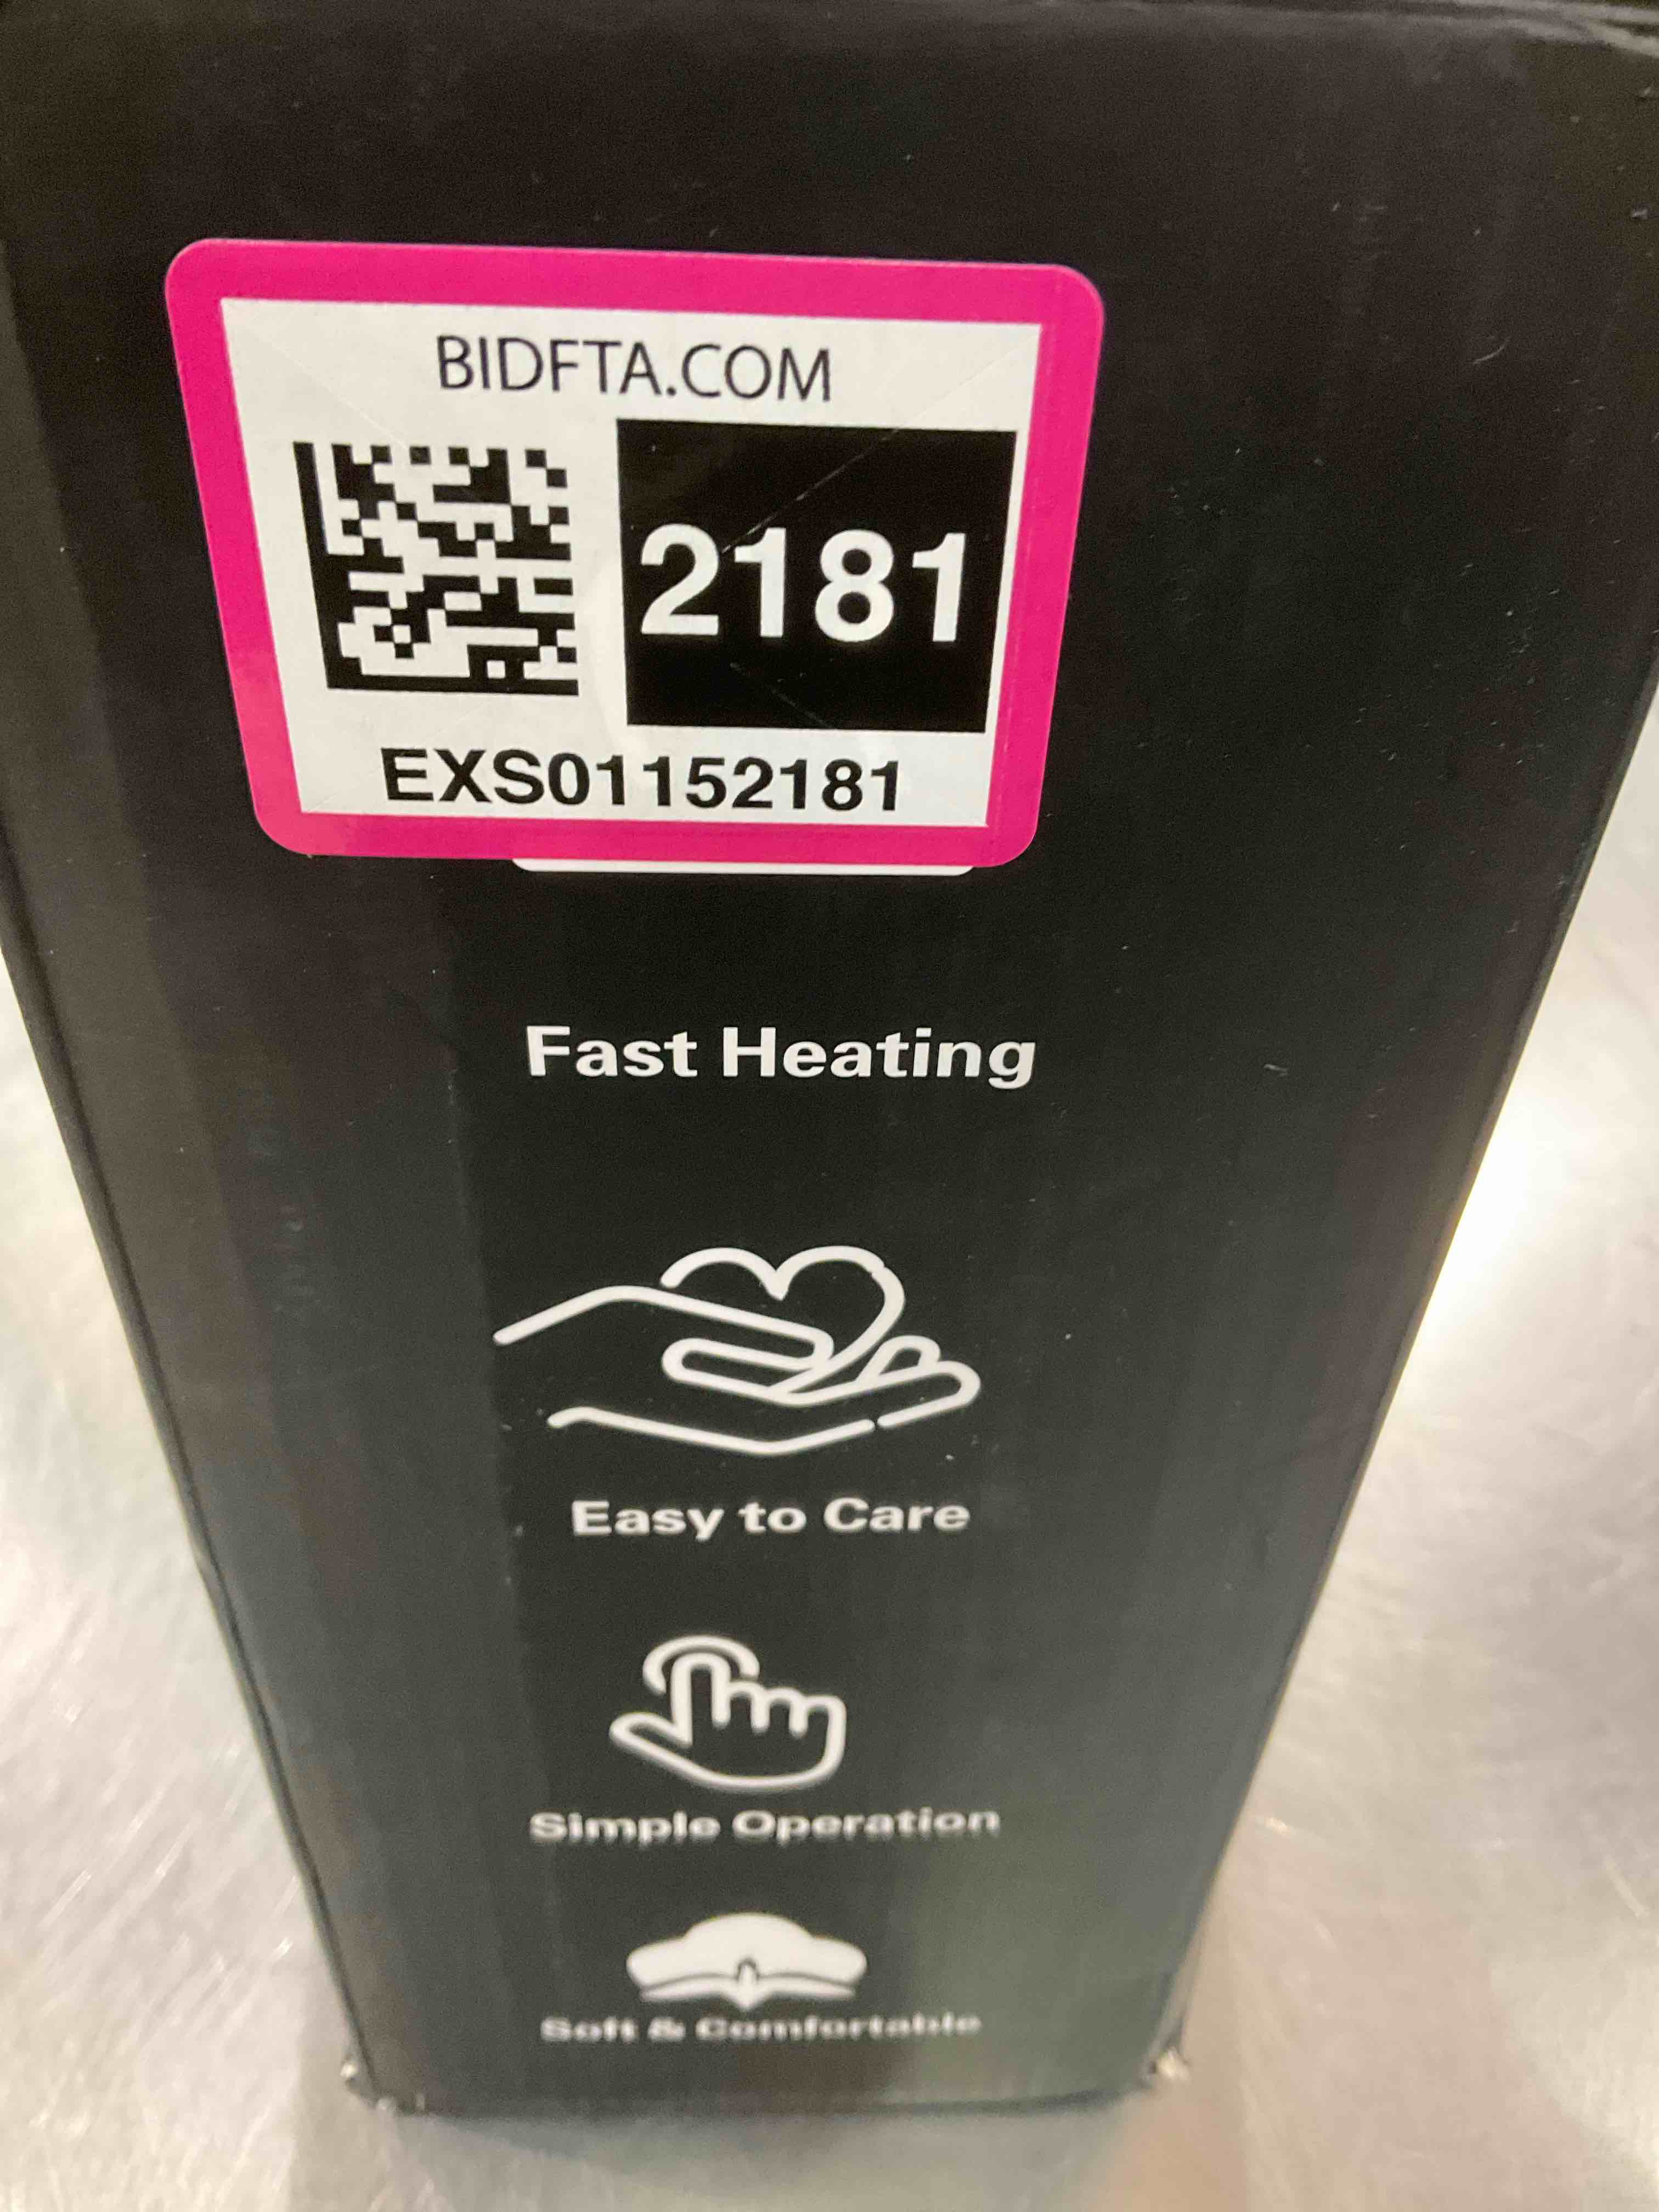 BIDFTA.COM
2181
EXS01152181
Fast Heating
Easy to Care
Simple Operation
Soft & Comfortable